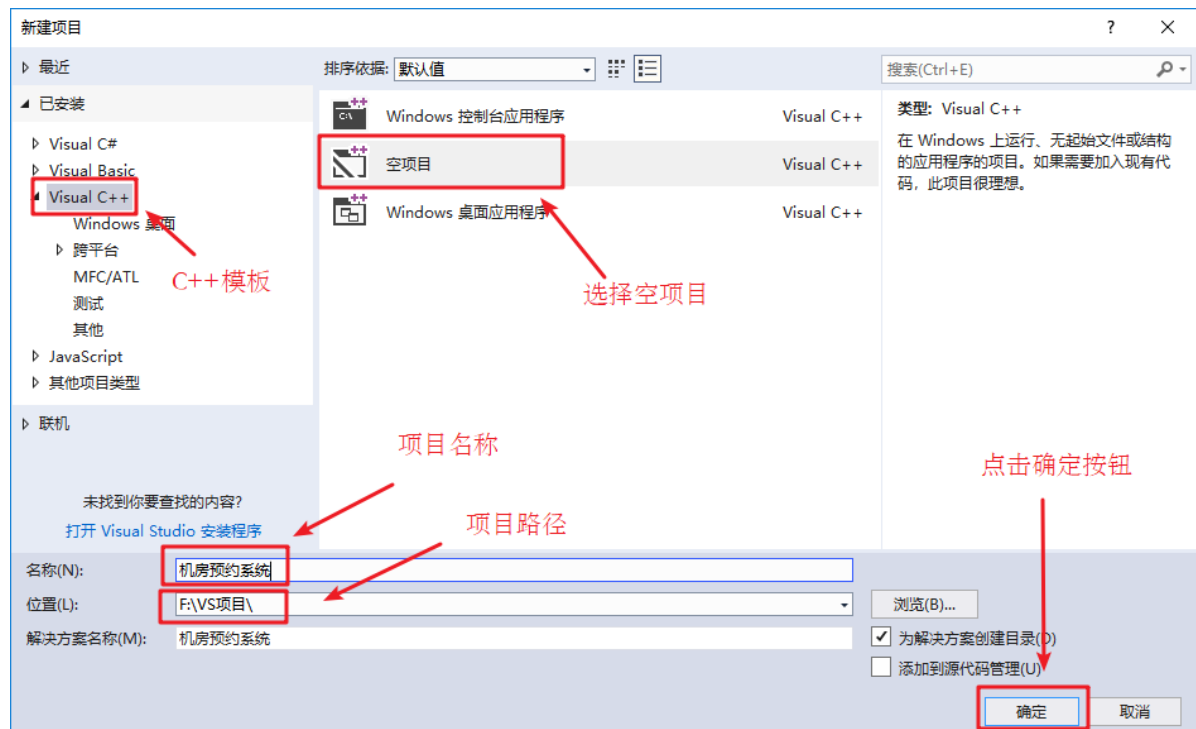 新建项目
?
最近
排序依据: 默认值
搜索(Ctrl+E)
已安装
Visual C#
Visual Basic
Visual C++
Windows 桌面
跨平台
MFC/ATL
测试
其他
JavaScript
其他项目类型
联机
C++模板
Windows 控制台应用程序 Visual C++
空项目 Visual C++
Windows 桌面应用程序 Visual C++
选择空项目
类型: Visual C++
在 Windows 上运行、无起始文件或结构
的应用程序的项目。如果需要加入现有代
码，此项目很理想。
项目名称
点击确定按钮
未找到你要查找的内容?
打开 Visual Studio 安装程序
项目路径
名称(N): 机房预约系统
位置(L): F:\VS项目\ 浏览(B)...
解决方案名称(M): 机房预约系统
为解决方案创建目录(D)
添加到源代码管理(U)
确定 取消